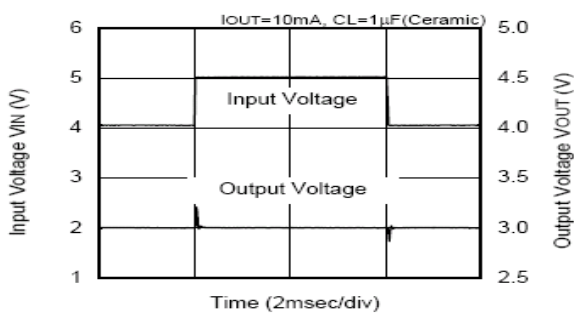 IOUT=10mA, CL=1μF(Ceramic)
6
5
4
3
2
1
Input Voltage VIN (V)
Input Voltage
Output Voltage
5.0
4.5
4.0
3.5
3.0
2.5
Output Voltage VOUT (V)
Time (2msec/div)